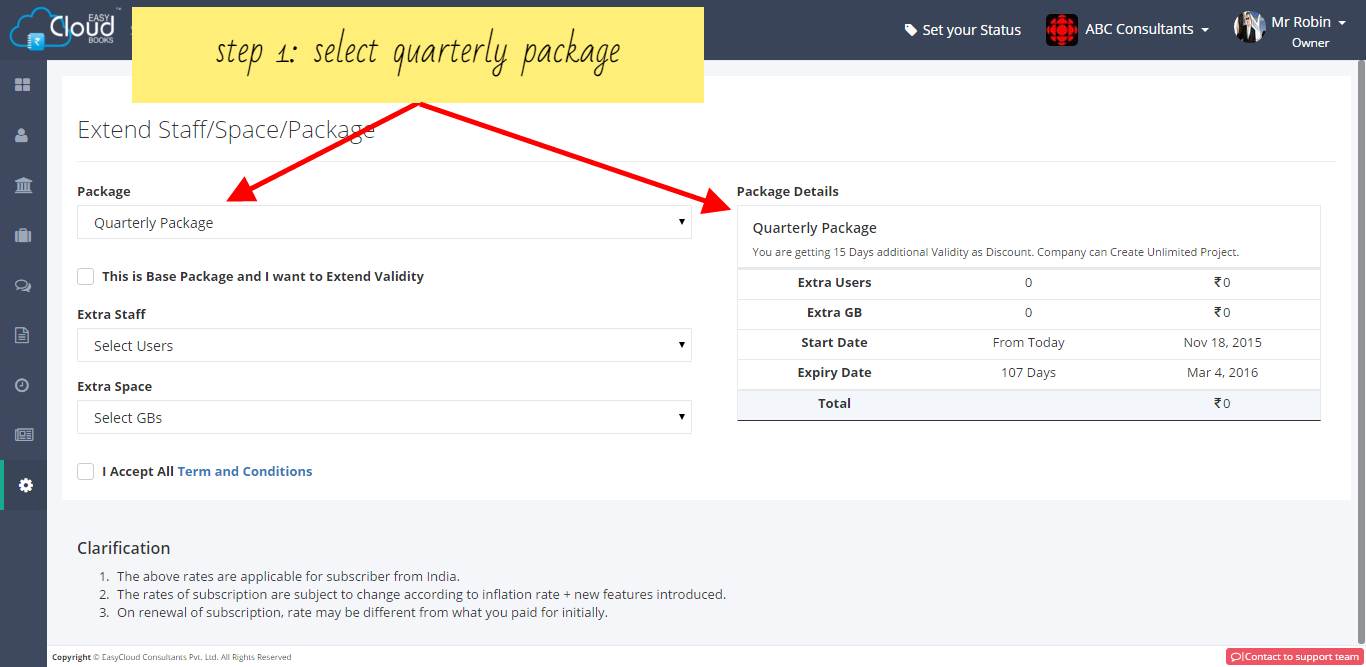 EASY
Cloud
BOOKS
™
step 1: select quarterly package
Set your Status
ABC Consultants
Mr Robin
Owner
Extend Staff/Space/Package
Package
Quarterly Package
This is Base Package and I want to Extend Validity
Extra Staff
Select Users
Extra Space
Select GBs
I Accept All Term and Conditions
Package Details
Quarterly Package
You are getting 15 Days additional Validity as Discount. Company can Create Unlimited Project.
Extra Users 0 ₹0
Extra GB 0 ₹0
Start Date From Today Nov 18, 2015
Expiry Date 107 Days Mar 4, 2016
Total ₹0
Clarification
1. The above rates are applicable for subscriber from India.
2. The rates of subscription are subject to change according to inflation rate + new features introduced.
3. On renewal of subscription, rate may be different from what you paid for initially.
Copyright © EasyCloud Consultants Pvt. Ltd. All Rights Reserved
Contact to support team